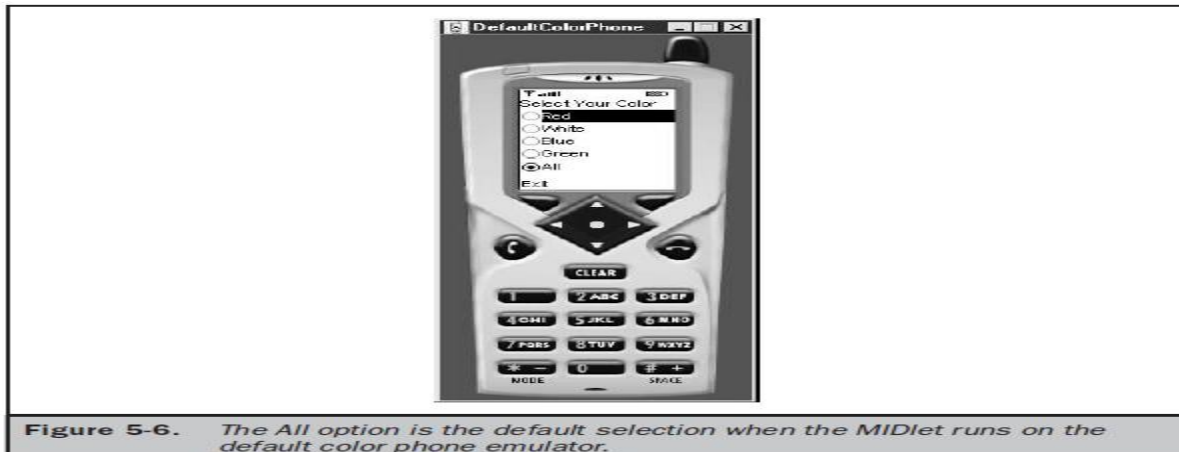 DefaultColorPhone
Select Your Color
Red
White
Blue
Green
All
Exit
CLEAR
1 2 ABC 3 DEF
4 GHI 5 JKL 6 MNO
7 PQRS 8 TUV 9 WXYZ
* - 0 # +
MODE SPACE
Figure 5-6. The All option is the default selection when the MIDlet runs on the
default color phone emulator.